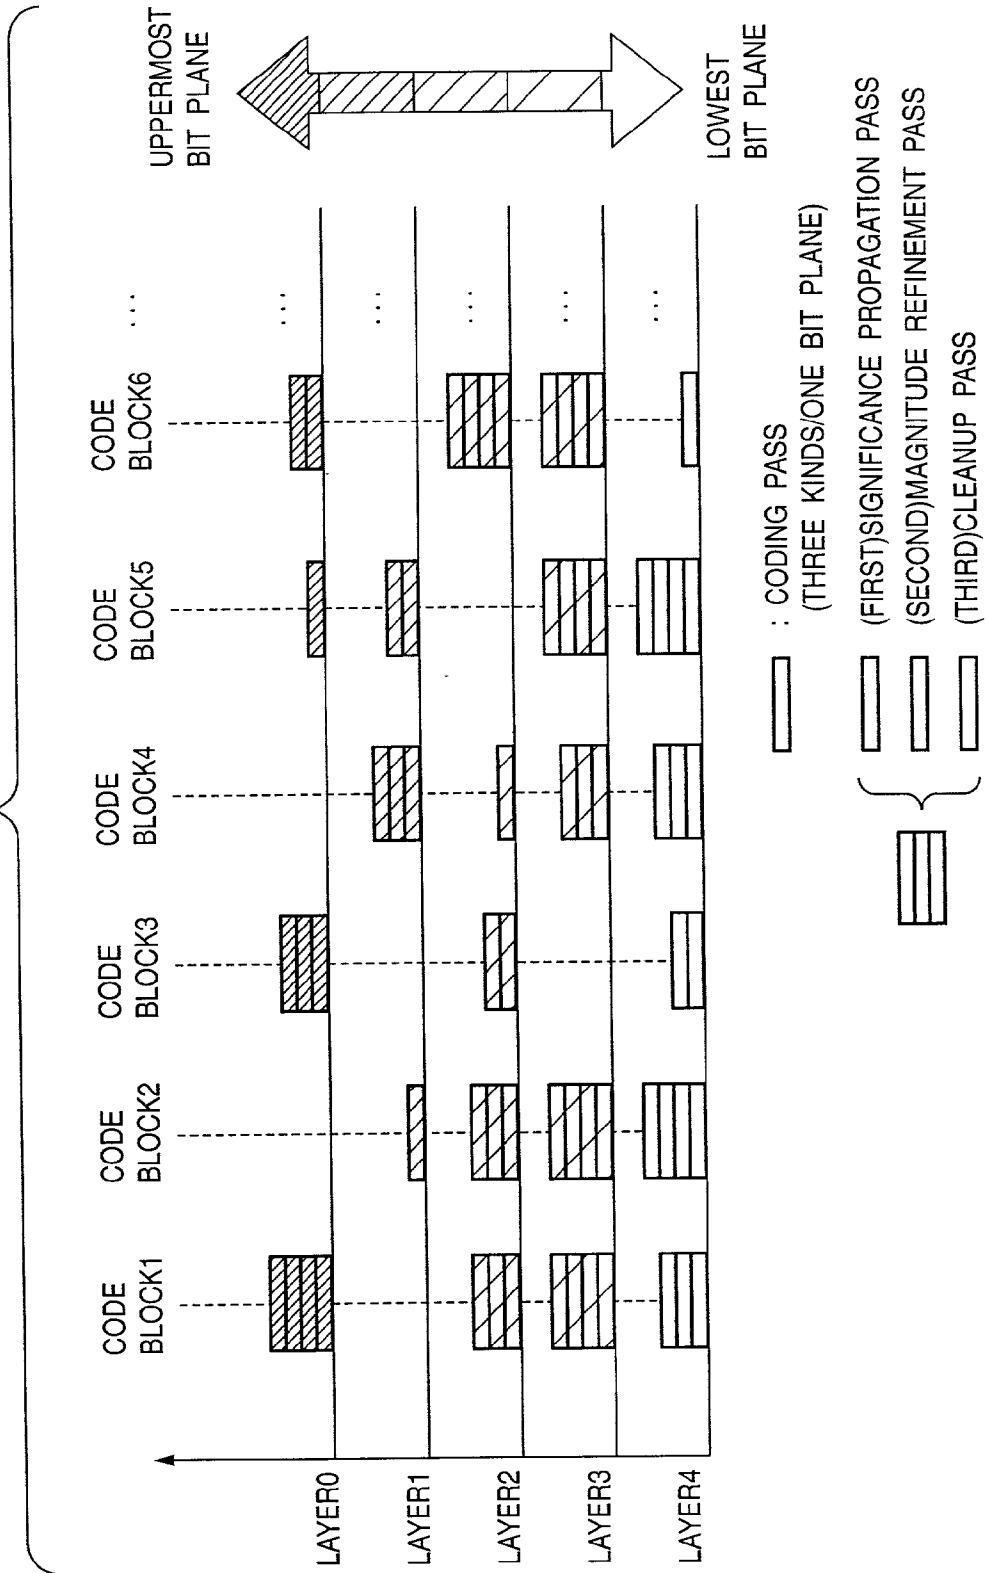 CODE
BLOCK1
CODE
BLOCK2
CODE
BLOCK3
CODE
BLOCK4
CODE
BLOCK5
CODE
BLOCK6
...
UPPERMOST
BIT PLANE
LAYER0
...
LAYER1
...
LAYER2
...
LAYER3
...
LAYER4
...
LOWEST
BIT PLANE
: CODING PASS
(THREE KINDS/ONE BIT PLANE)
(FIRST)SIGNIFICANCE PROPAGATION PASS
(SECOND)MAGNITUDE REFINEMENT PASS
(THIRD)CLEANUP PASS